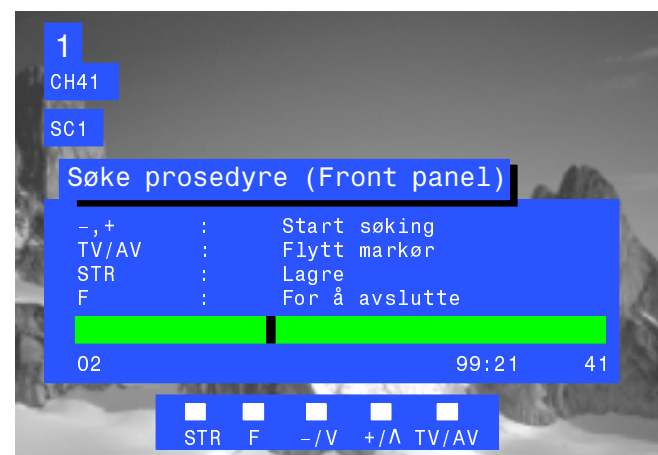 1
CH41
SC1
Søke prosedyre (Front panel)
–,+ : Start søking
TV/AV : Flytt markør
STR : Lagre
F : For å avslutte
02 99:21 41
STR F –/V +/Λ TV/AV